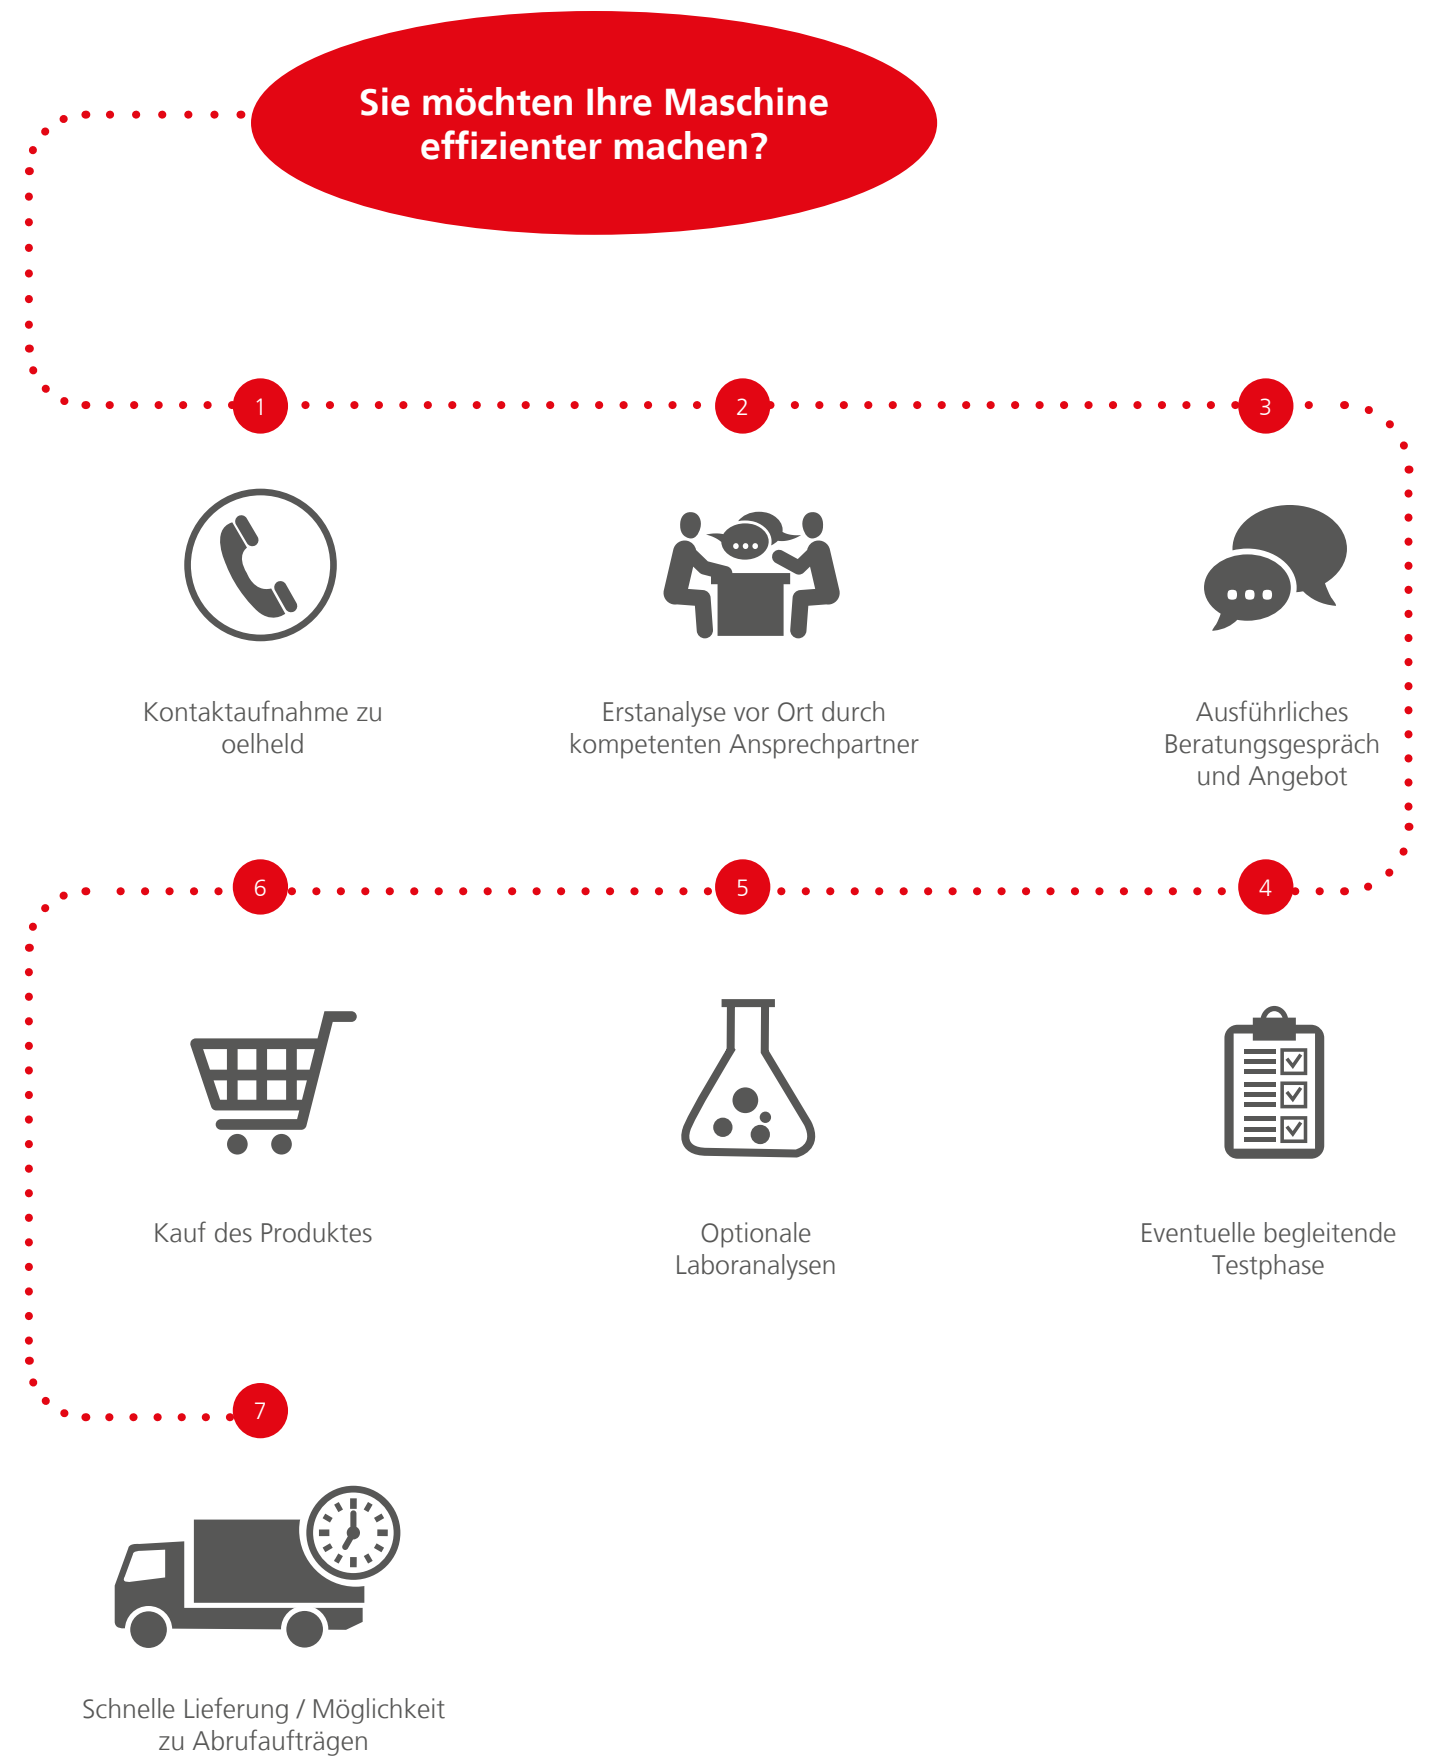 Sie möchten Ihre Maschine
effizienter machen?
1
2
3
Kontaktaufnahme zu
oelheld
Erstanalyse vor Ort durch
kompetenten Ansprechpartner
Ausführliches
Beratungsgespräch
und Angebot
4
5
6
Eventuelle begleitende
Testphase
Optionale
Laboranalysen
Kauf des Produktes
7
Schnelle Lieferung / Möglichkeit
zu Abrufaufträgen